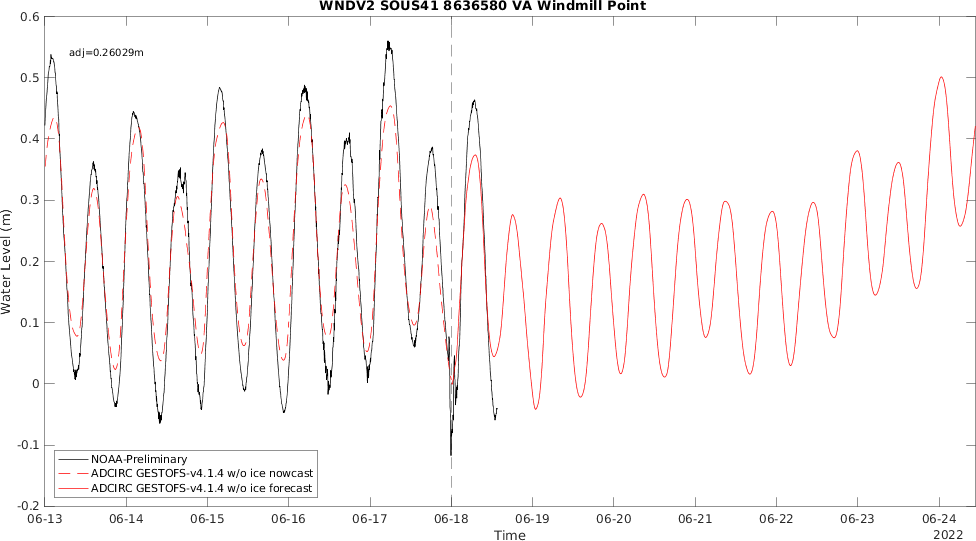 WNDV2 SOUS41 8636580 VA Windmill Point
0.6
adj=0.26029m
0.5
0.4
0.3
0.2
0.1
0
-0.1
-0.2
Water Level (m)
NOAA-Preliminary
ADCIRC GESTOFS-v4.1.4 w/o ice nowcast
ADCIRC GESTOFS-v4.1.4 w/o ice forecast
06-13 06-14 06-15 06-16 06-17 06-18 06-19 06-20 06-21 06-22 06-23 06-24
Time
2022